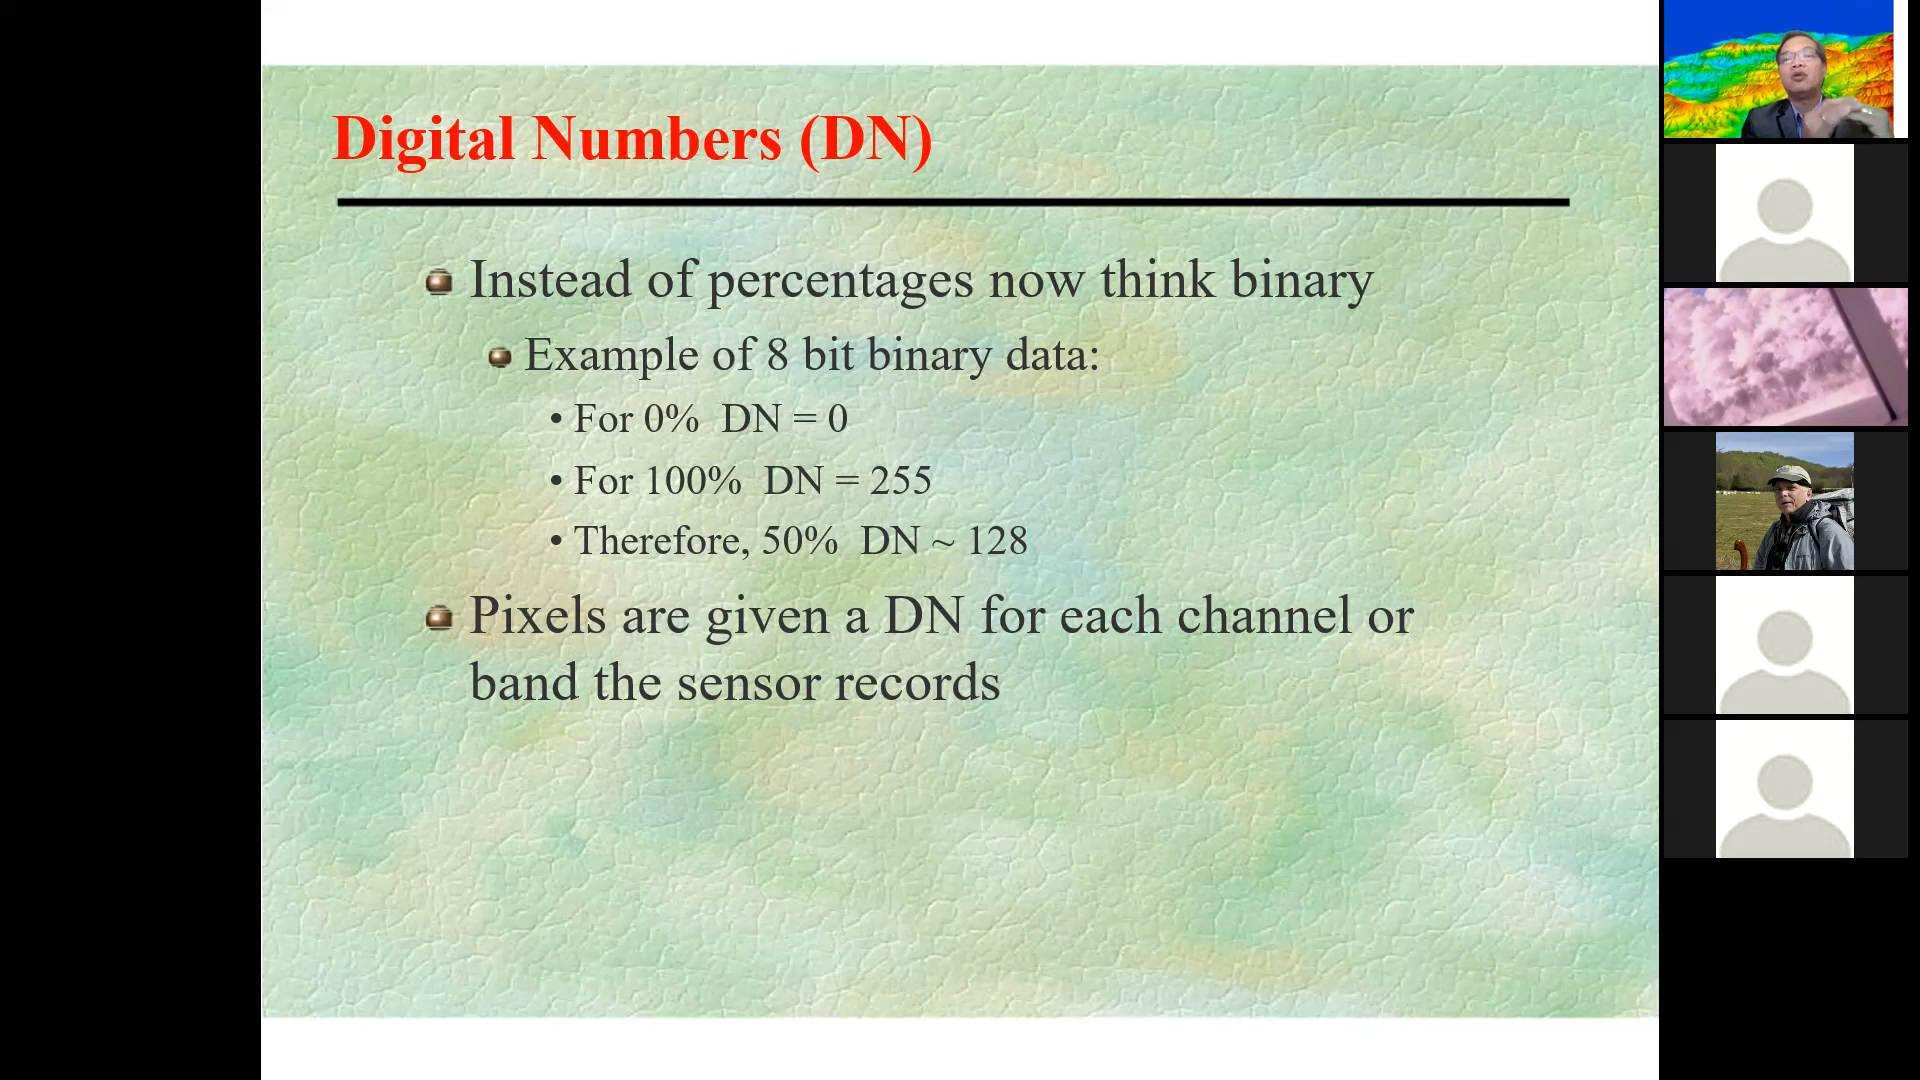 Digital Numbers (DN)
Instead of percentages now think binary
Example of 8 bit binary data:
• For 0% DN = 0
• For 100% DN = 255
• Therefore, 50% DN ~ 128
Pixels are given a DN for each channel or
band the sensor records